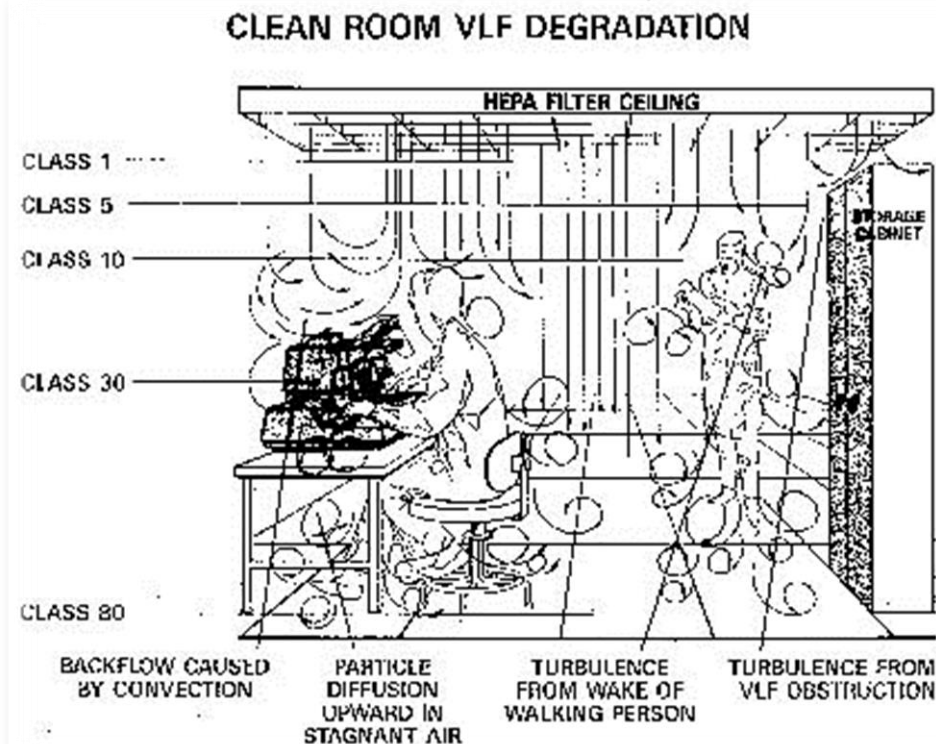 CLEAN ROOM VLF DEGRADATION
HEPA FILTER CEILING
CLASS 1
CLASS 5
STORAGE
CABINET
CLASS 10
CLASS 30
CLASS 80
BACKFLOW CAUSED
BY CONVECTION
PARTICLE
DIFFUSION
UPWARD IN
STAGNANT AIR
TURBULENCE
FROM WAKE OF
WALKING PERSON
TURBULENCE FROM
VLF OBSTRUCTION